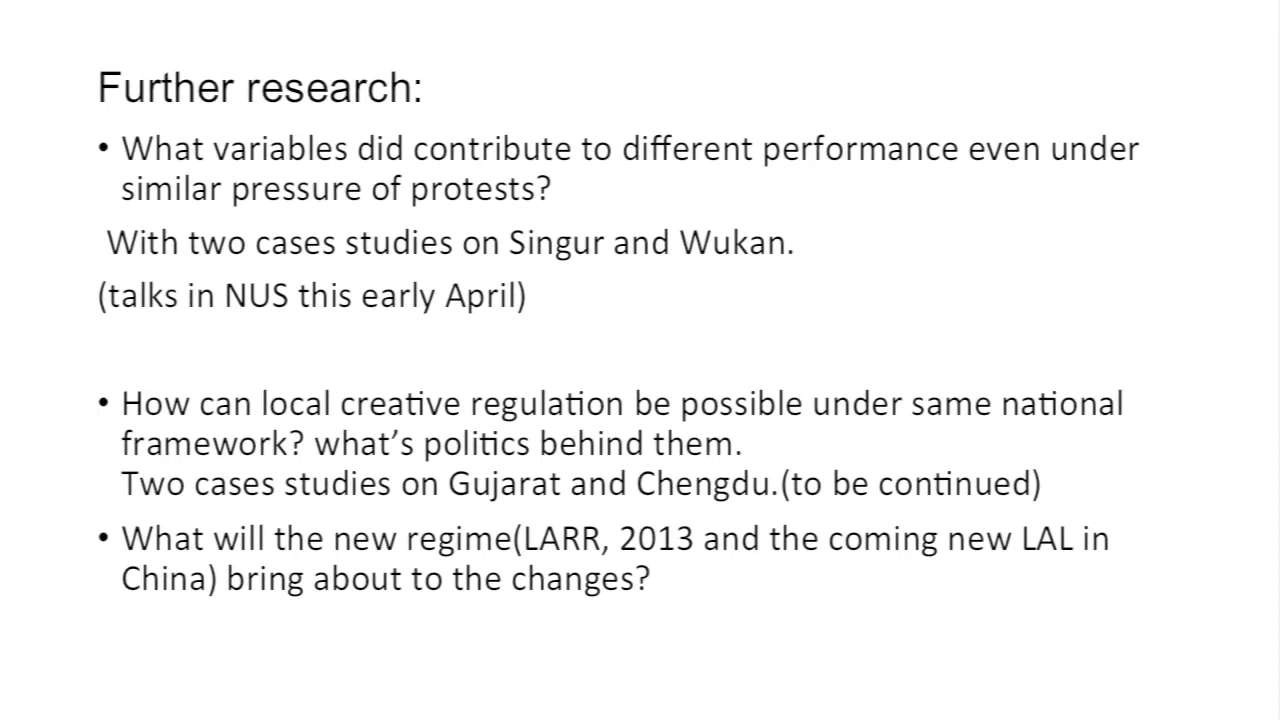 Further research:
• What variables did contribute to different performance even under
similar pressure of protests?
With two cases studies on Singur and Wukan.
(talks in NUS this early April)
• How can local creative regulation be possible under same national
framework? what's politics behind them.
Two cases studies on Gujarat and Chengdu.(to be continued)
• What will the new regime(LARR, 2013 and the coming new LAL in
China) bring about to the changes?